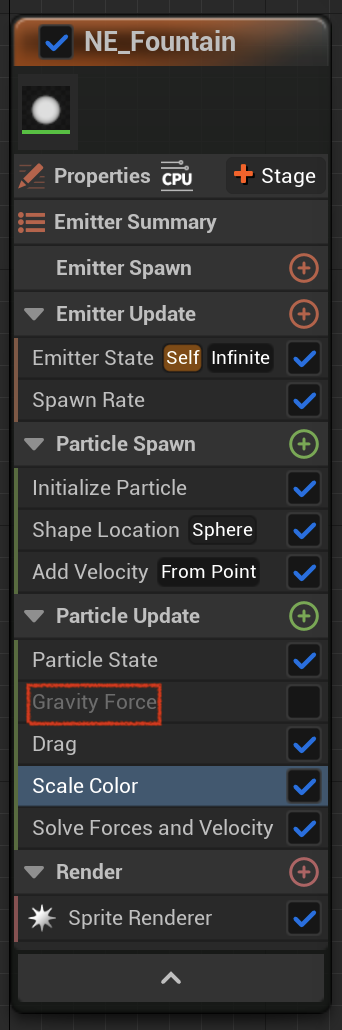 NE_Fountain
Properties CPU Stage
Emitter Summary
Emitter Spawn
Emitter Update
Emitter State Self Infinite
Spawn Rate
Particle Spawn
Initialize Particle
Shape Location Sphere
Add Velocity From Point
Particle Update
Particle State
Gravity Force
Drag
Scale Color
Solve Forces and Velocity
Render
Sprite Renderer